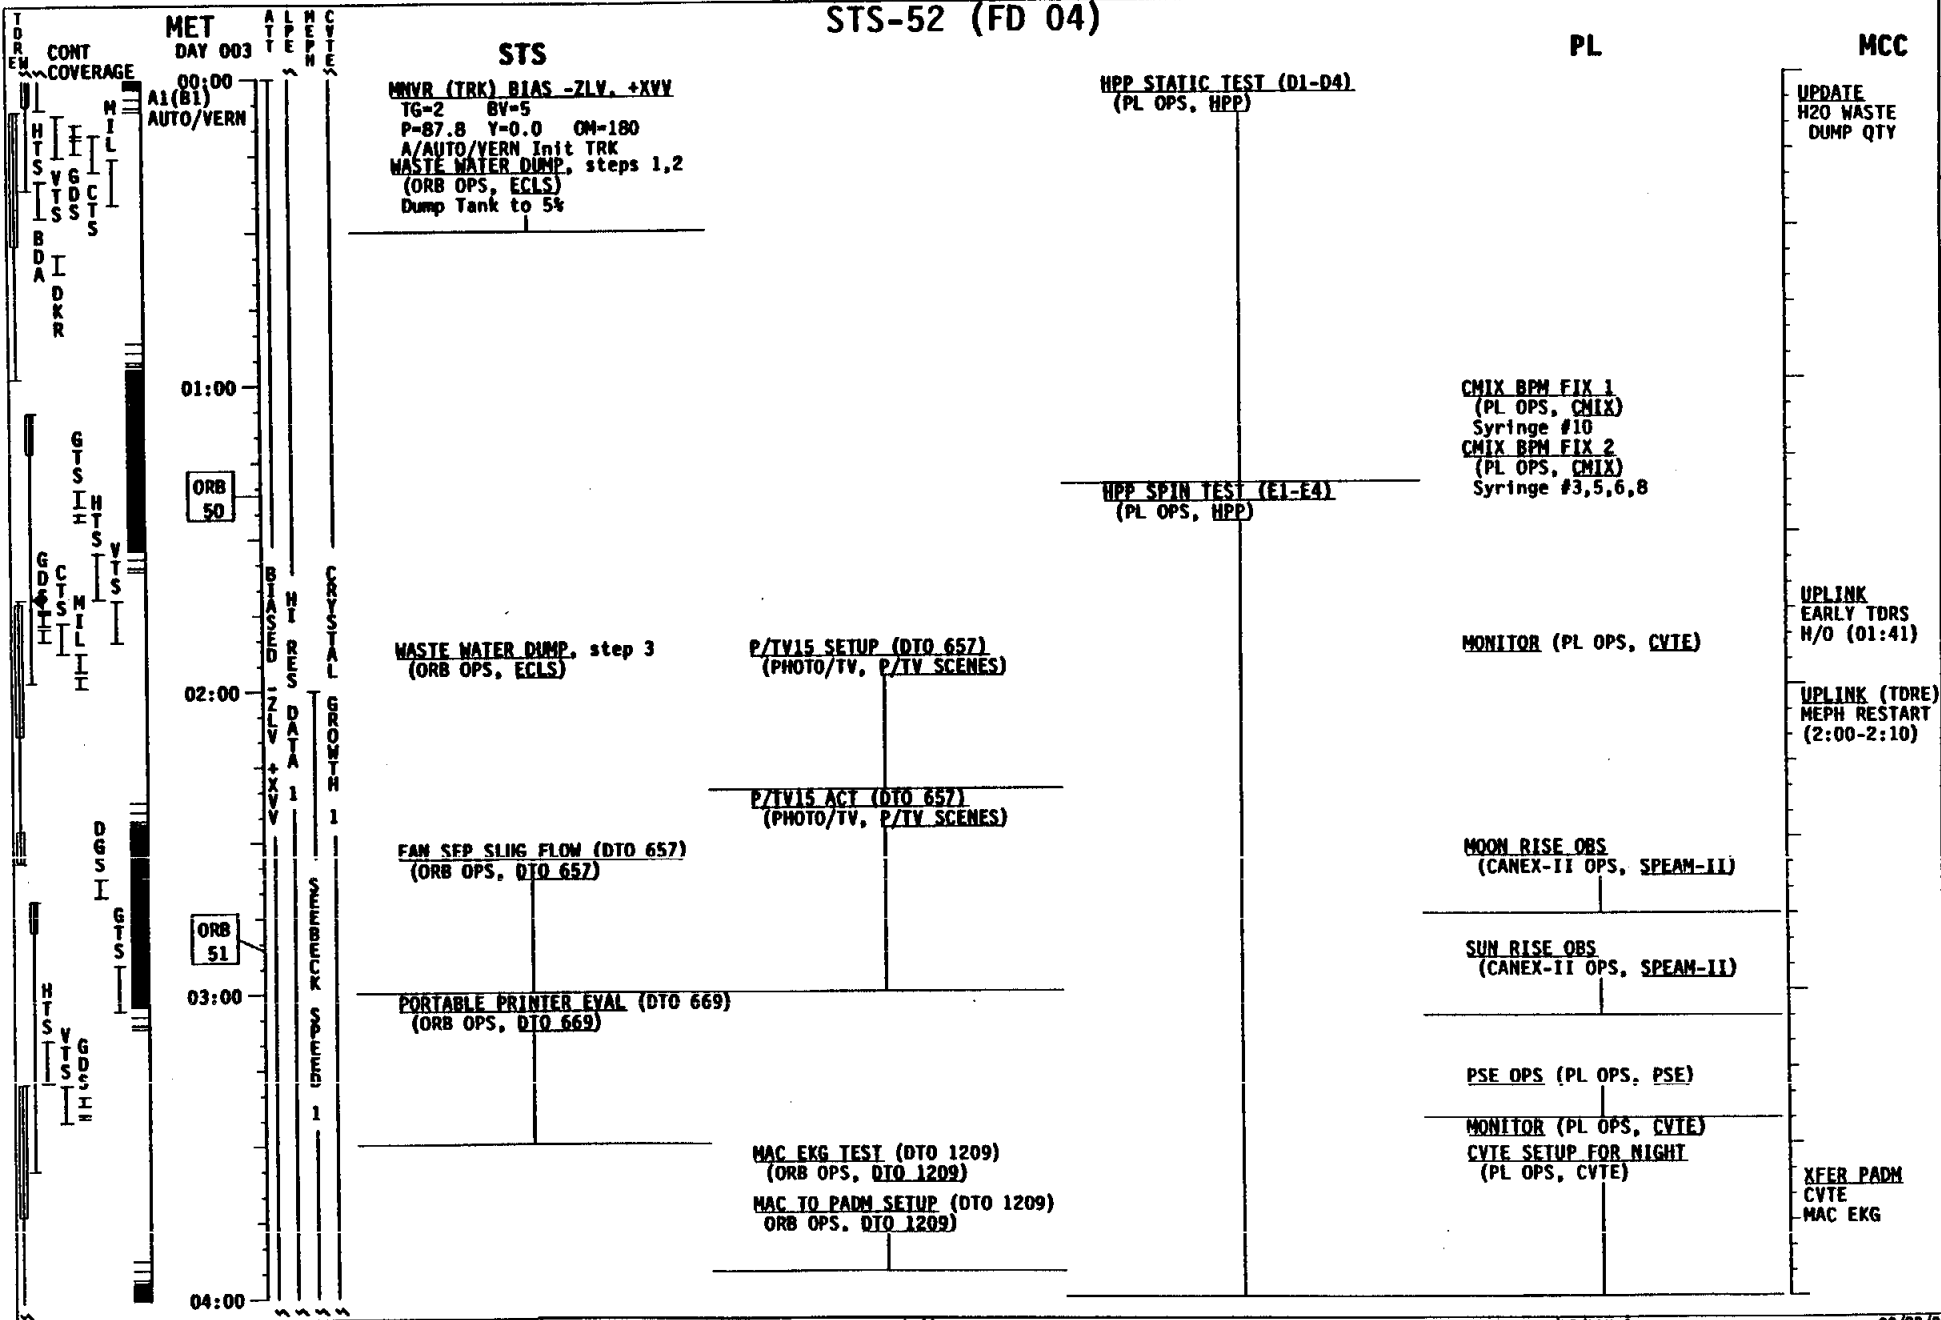 STS-52 (FD 04)
T
D
R
E W
CONT
COVERAGE
MET
DAY 003
ATT
LPE
MEPH
CVTE
STS
PL
MCC
00:00
A1(B1)
AUTO/VERN
HTS
VTS
GDS
CTS
MIL
BDA
DKR
MNVR (TRK) BIAS -ZLV, +XVV
TG=2 BV=5
P=87.8 Y=0.0 OM=180
A/AUTO/VERN Init TRK
WASTE WATER DUMP, steps 1,2
(ORB OPS, ECLS)
Dump Tank to 5%
HPP STATIC TEST (D1-D4)
(PL OPS, HPP)
UPDATE
H2O WASTE
DUMP QTY
01:00
CMIX BPM FIX 1
(PL OPS, CMIX)
Syringe #10
CMIX BPM FIX 2
(PL OPS, CMIX)
Syringe #3,5,6,8
GTS
HTS
VTS
GDS
CTS
MIL
ORB
50
HPP SPIN TEST (E1-E4)
(PL OPS, HPP)
BIASED -ZLV +XVV
HI RES DATA 1
CRYSTAL GROWTH 1
UPLINK
EARLY TDRS
H/O (01:41)
WASTE WATER DUMP, step 3
(ORB OPS, ECLS)
P/TV15 SETUP (DTO 657)
(PHOTO/TV, P/TV SCENES)
MONITOR (PL OPS, CVTE)
02:00
UPLINK (TDRE)
MEPH RESTART
(2:00-2:10)
P/TV15 ACT (DTO 657)
(PHOTO/TV, P/TV SCENES)
DGS
GTS
FAN SEP SLUG FLOW (DTO 657)
(ORB OPS, DTO 657)
MOON RISE OBS
(CANEX-II OPS, SPEAM-II)
SEEBECK SPEED 1
ORB
51
SUN RISE OBS
(CANEX-II OPS, SPEAM-II)
03:00
HTS
VTS
GDS
PORTABLE PRINTER EVAL (DTO 669)
(ORB OPS, DTO 669)
PSE OPS (PL OPS, PSE)
MONITOR (PL OPS, CVTE)
CVTE SETUP FOR NIGHT
(PL OPS, CVTE)
MAC EKG TEST (DTO 1209)
(ORB OPS, DTO 1209)
MAC TO PADM SETUP (DTO 1209)
ORB OPS, DTO 1209)
XFER PADM
CVTE
MAC EKG
04:00